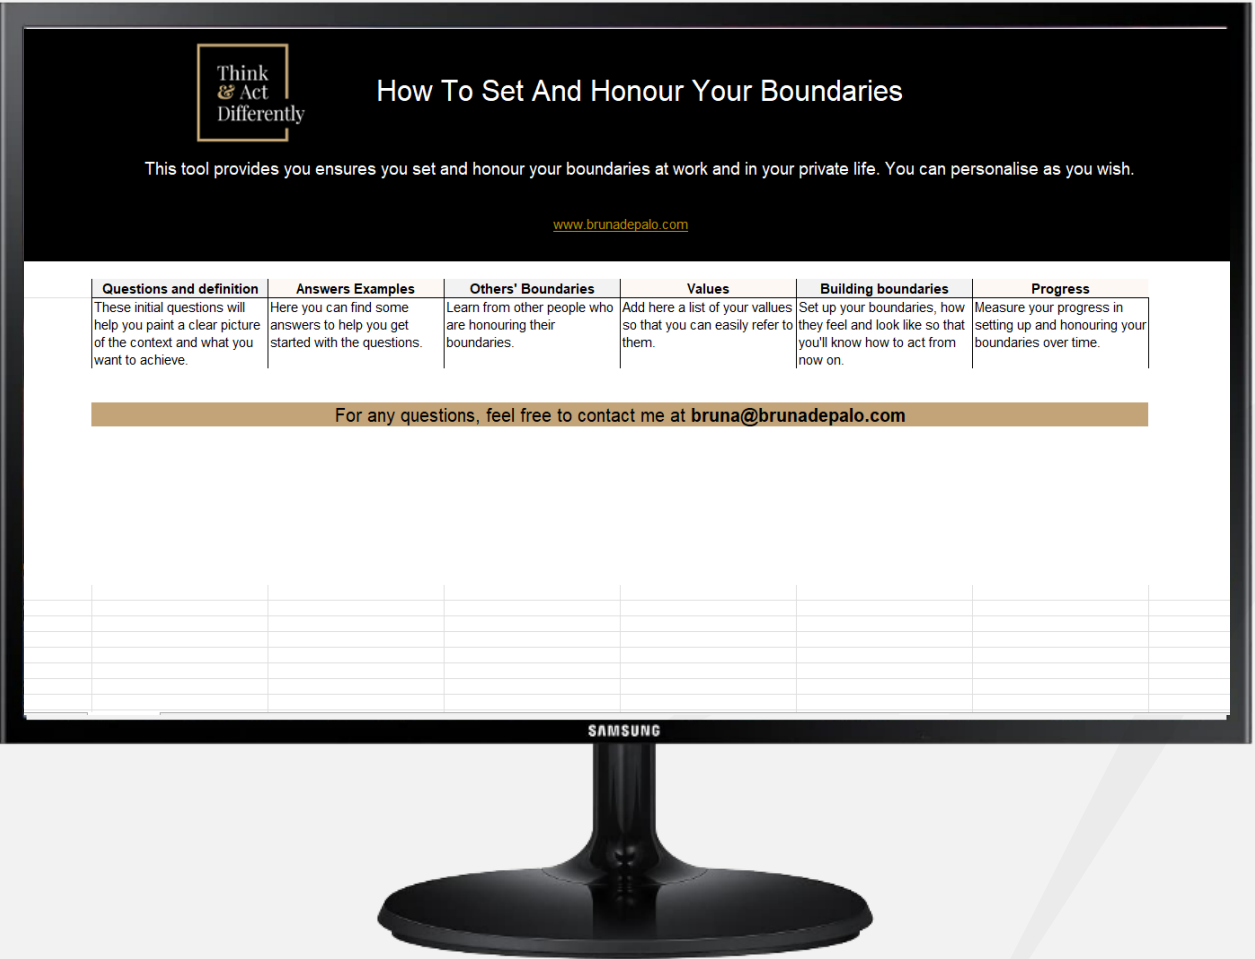 Think
& Act
Differently
How To Set And Honour Your Boundaries
This tool provides you ensures you set and honour your boundaries at work and in your private life. You can personalise as you wish.
www.brunadepalo.com
Questions and definition
These initial questions will
help you paint a clear picture
of the context and what you
want to achieve.
Answers Examples
Here you can find some
answers to help you get
started with the questions.
Others' Boundaries
Learn from other people who
are honouring their
boundaries.
Values
Add here a list of your vallues
so that you can easily refer to
them.
Building boundaries
Set up your boundaries, how
they feel and look like so that
you'll know how to act from
now on.
Progress
Measure your progress in
setting up and honouring your
boundaries over time.
For any questions, feel free to contact me at bruna@brunadepalo.com
SAMSUNG